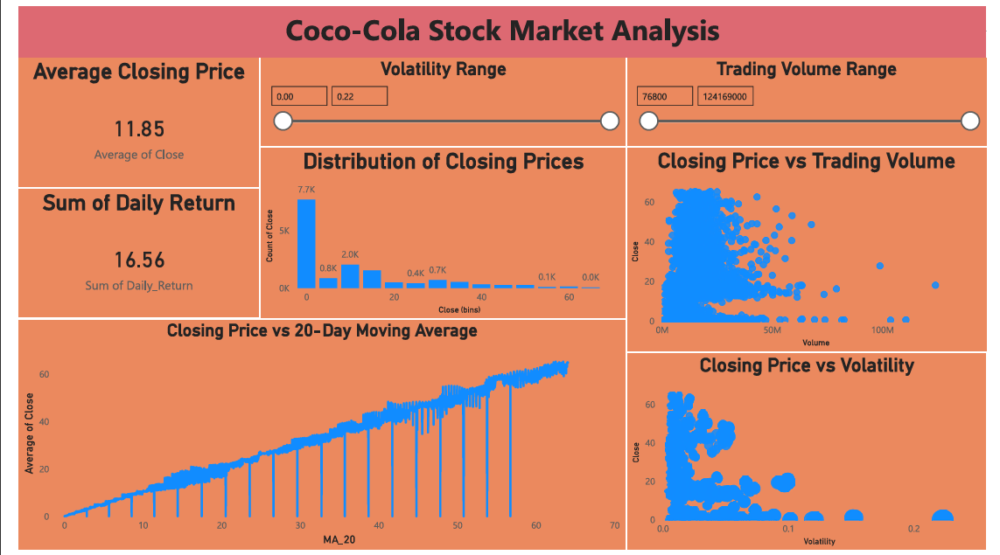 Coco-Cola Stock Market Analysis
Average Closing Price
11.85
Average of Close
Sum of Daily Return
16.56
Sum of Daily_Return
Volatility Range
0.00 0.22
Trading Volume Range
76800 124169000
Distribution of Closing Prices
Count of Close
7.7K
0.8K
2.0K
0.4K
0.7K
0.1K
0.0K
5K
0K
0 20 40 60
Close (bins)
Closing Price vs Trading Volume
Close
60
40
20
0
0M 50M 100M
Volume
Closing Price vs 20-Day Moving Average
Average of Close
60
40
20
0
0 10 20 30 40 50 60 70
MA_20
Closing Price vs Volatility
Close
60
40
20
0
0.0 0.1 0.2
Volatility